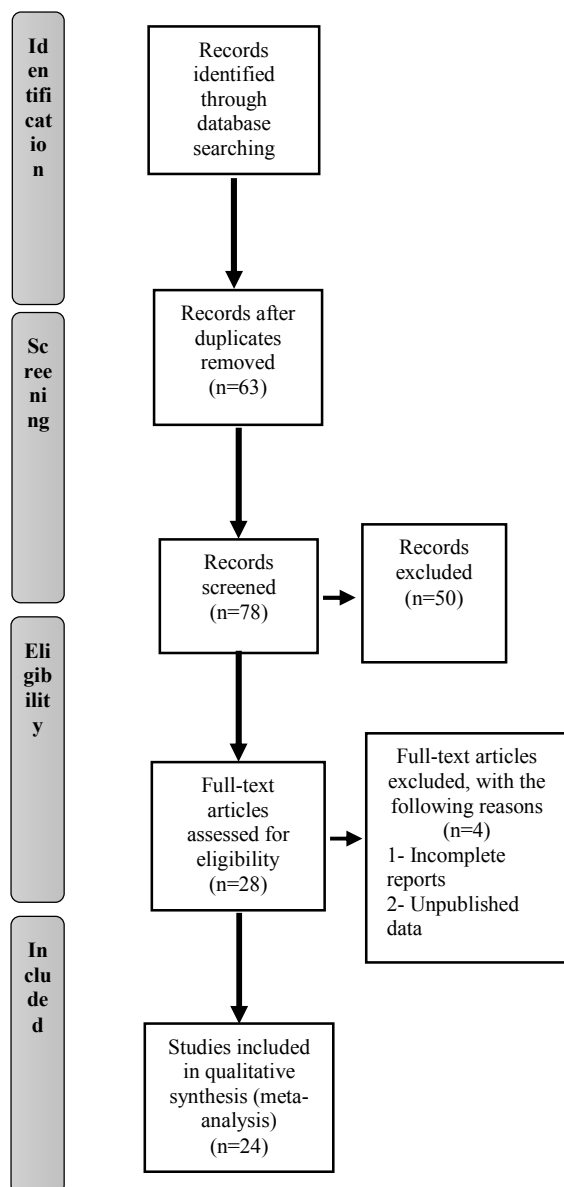 Id
en
tifi
cat
io
n
Records
identified
through
database
searching
Sc
ree
ni
ng
Records after
duplicates
removed
(n=63)
Records
screened
(n=78)
Records
excluded
(n=50)
Eli
gib
ilit
y
Full-text
articles
assessed for
eligibility
(n=28)
Full-text articles
excluded, with the
following reasons
(n=4)
1- Incomplete
reports
2- Unpublished
data
In
clu
de
d
Studies included
in qualitative
synthesis (meta-
analysis)
(n=24)